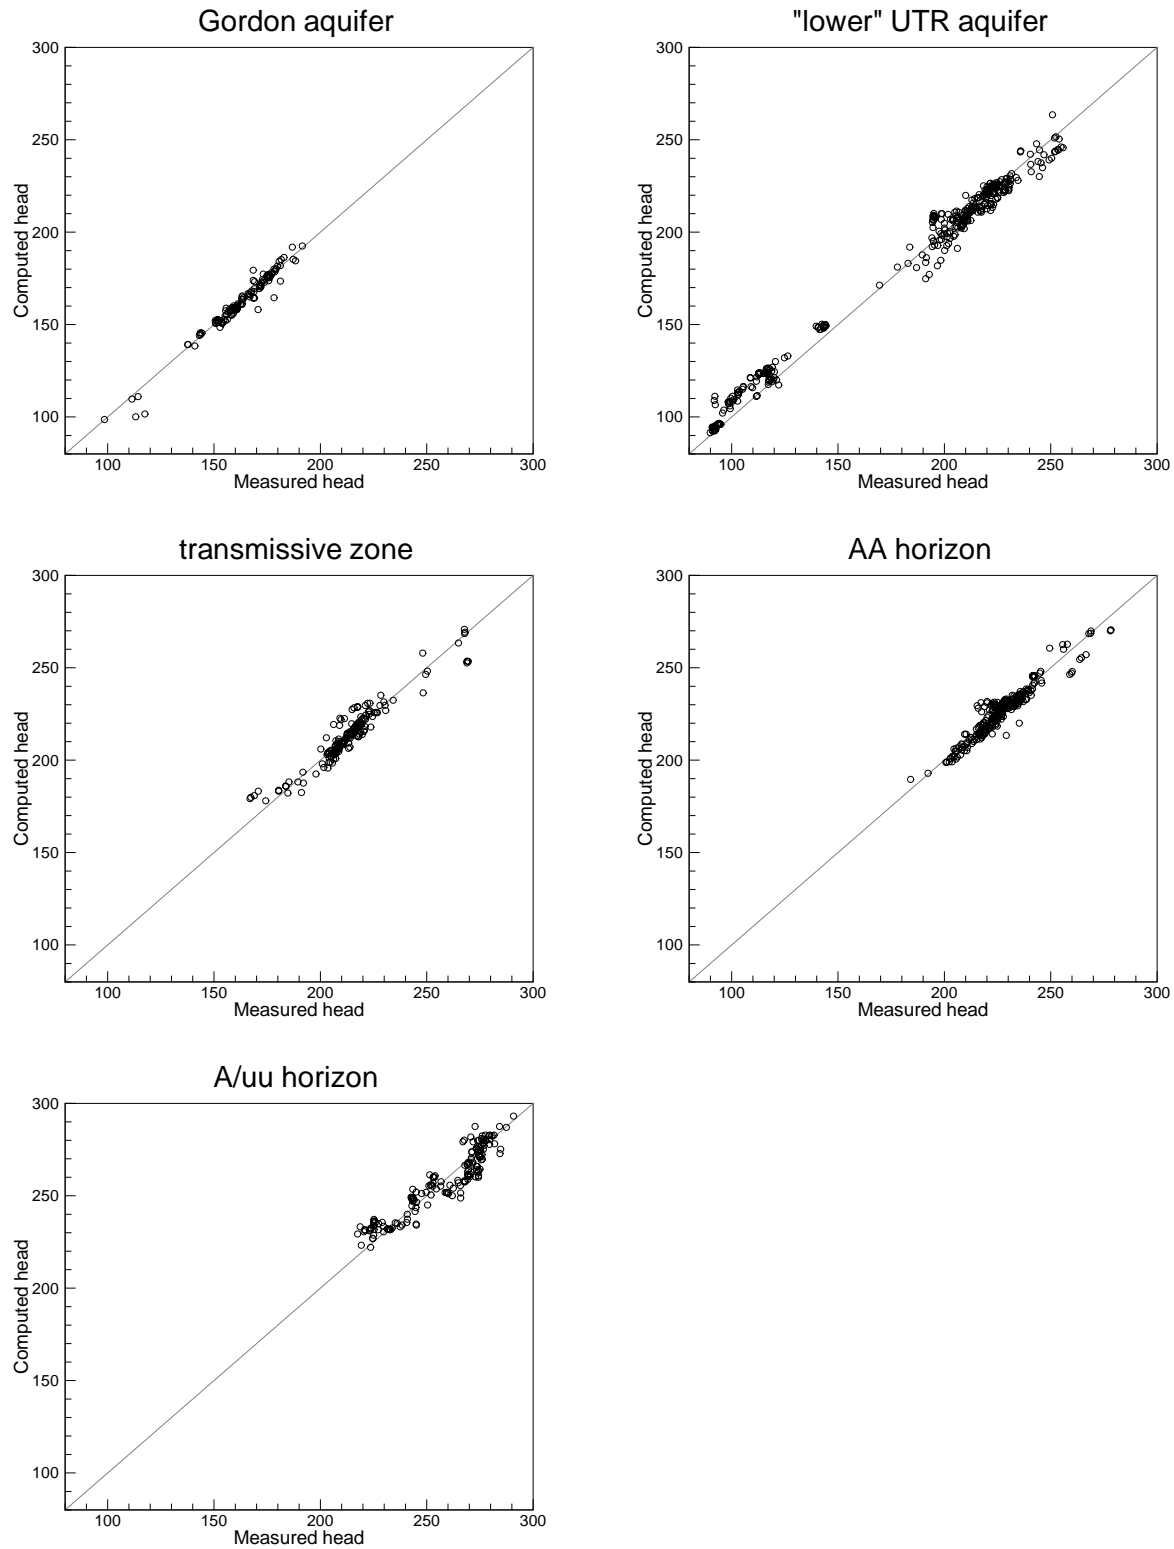 Gordon aquifer
300
250
200
150
100
Computed head
100 150 200 250 300
Measured head
"lower" UTR aquifer
300
250
200
150
100
Computed head
100 150 200 250 300
Measured head
transmissive zone
300
250
200
150
100
Computed head
100 150 200 250 300
Measured head
AA horizon
300
250
200
150
100
Computed head
100 150 200 250 300
Measured head
A/uu horizon
300
250
200
150
100
Computed head
100 150 200 250 300
Measured head